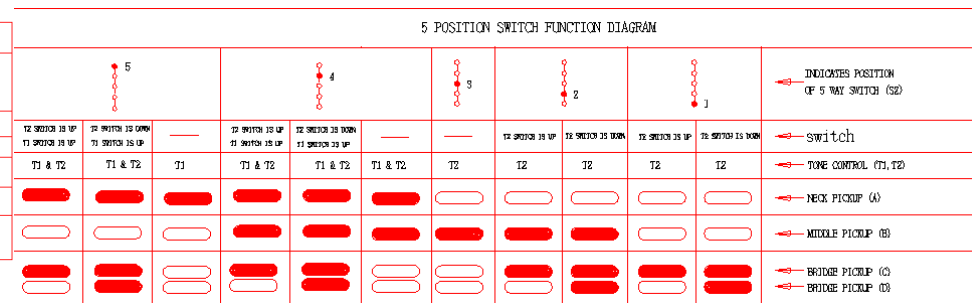 5 POSITION SWITCH FUNCTION DIAGRAM
5
4
3
2
1
INDICATES POSITION
OF 5 WAY SWITCH (S2)
T2 SWITCH IS UP
T1 SWITCH IS UP
T2 SWITCH IS DOWN
T1 SWITCH IS UP
T2 SWITCH IS UP
T1 SWITCH IS UP
T2 SWITCH IS DOWN
T1 SWITCH IS UP
T2 SWITCH IS UP
T2 SWITCH IS DOWN
T2 SWITCH IS UP
T2 SWITCH IS DOWN
switch
T1 & T2
T1 & T2
T1
T1 & T2
T1 & T2
T1 & T2
T2
T2
T2
T2
T2
TONE CONTROL (T1,T2)
NECK PICKUP (A)
MIDDLE PICKUP (B)
BRIDGE PICKUP (C)
BRIDGE PICKUP (D)